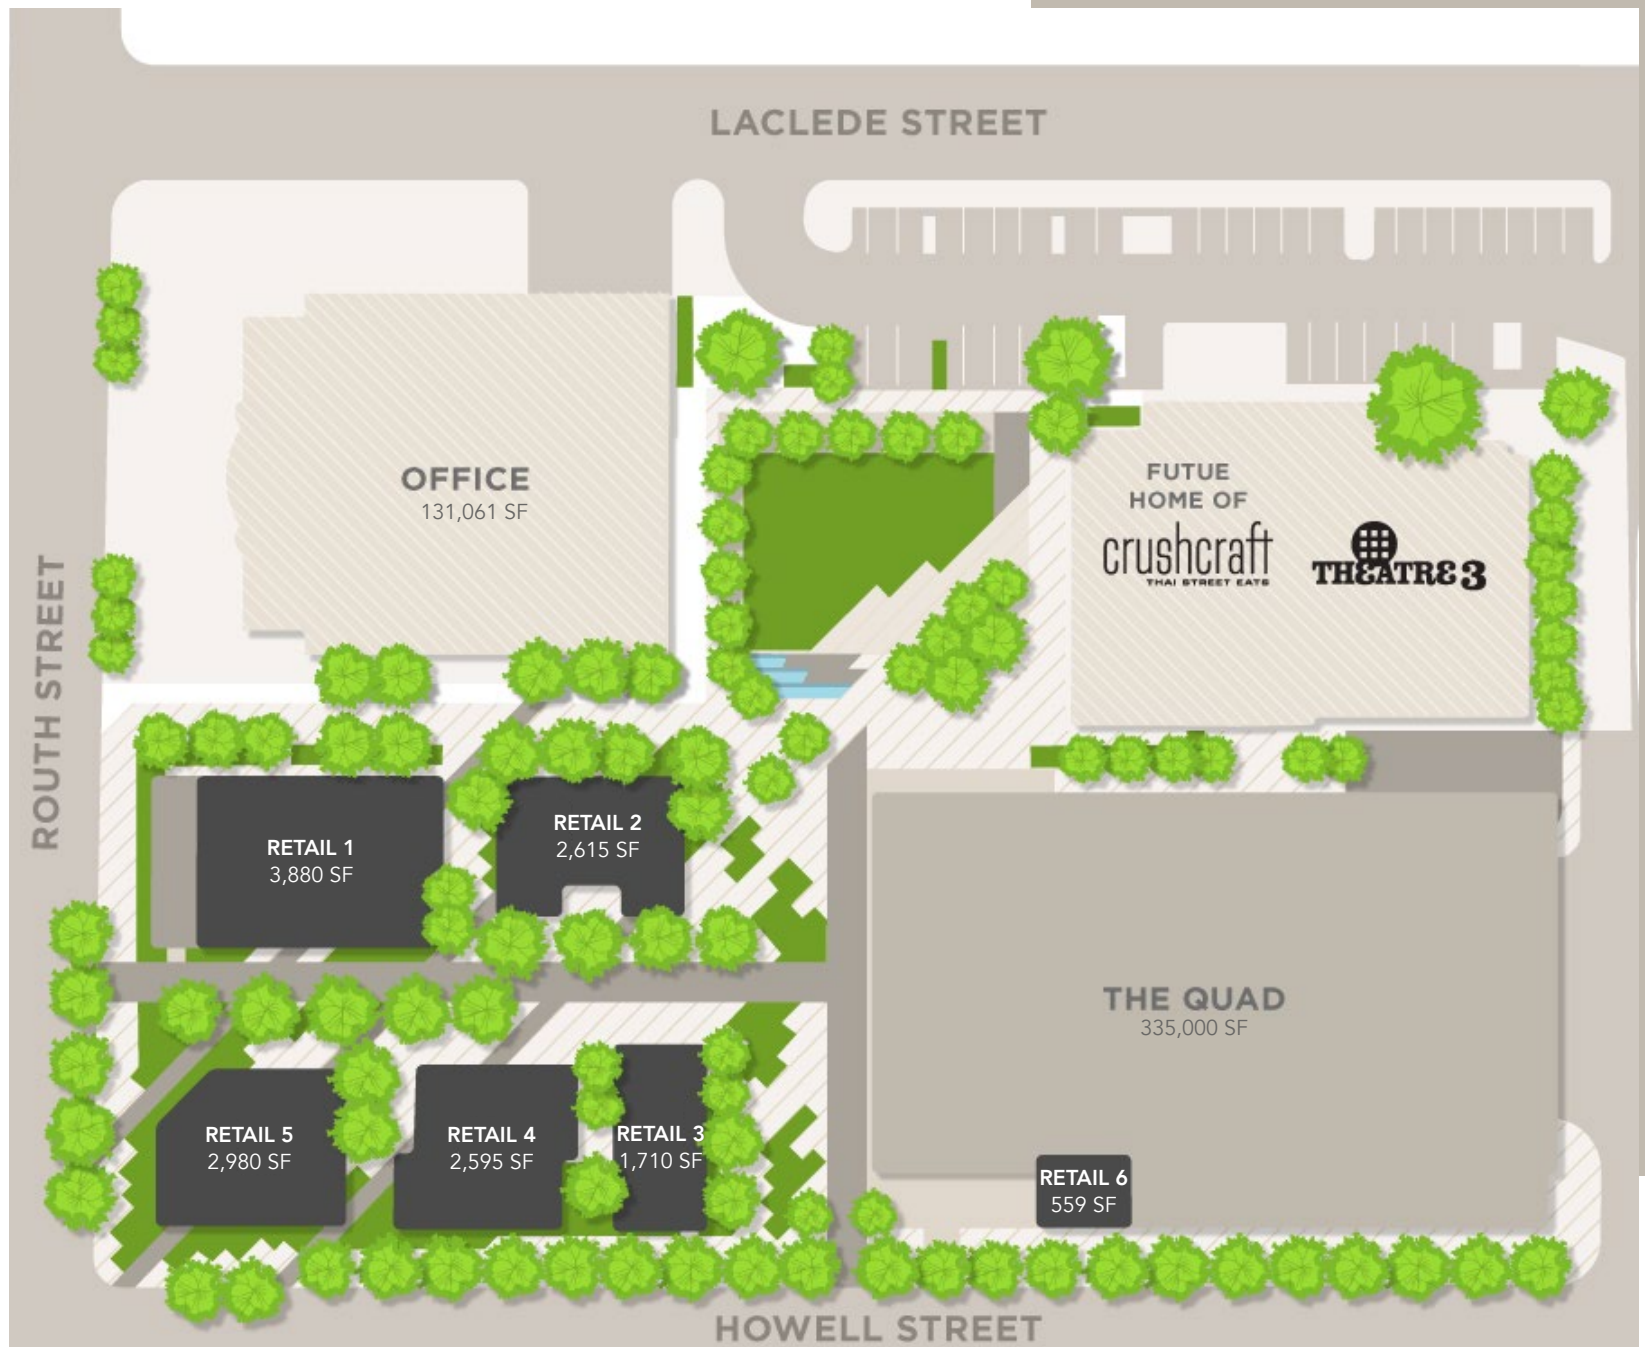 LACLEDE STREET
OFFICE
131,061 SF
FUTUE
HOME OF
crushcraft
THAI STREET EATS
THEATRE 3
ROUTH STREET
RETAIL 1
3,880 SF
RETAIL 2
2,615 SF
THE QUAD
335,000 SF
RETAIL 5
2,980 SF
RETAIL 4
2,595 SF
RETAIL 3
1,710 SF
RETAIL 6
559 SF
HOWELL STREET